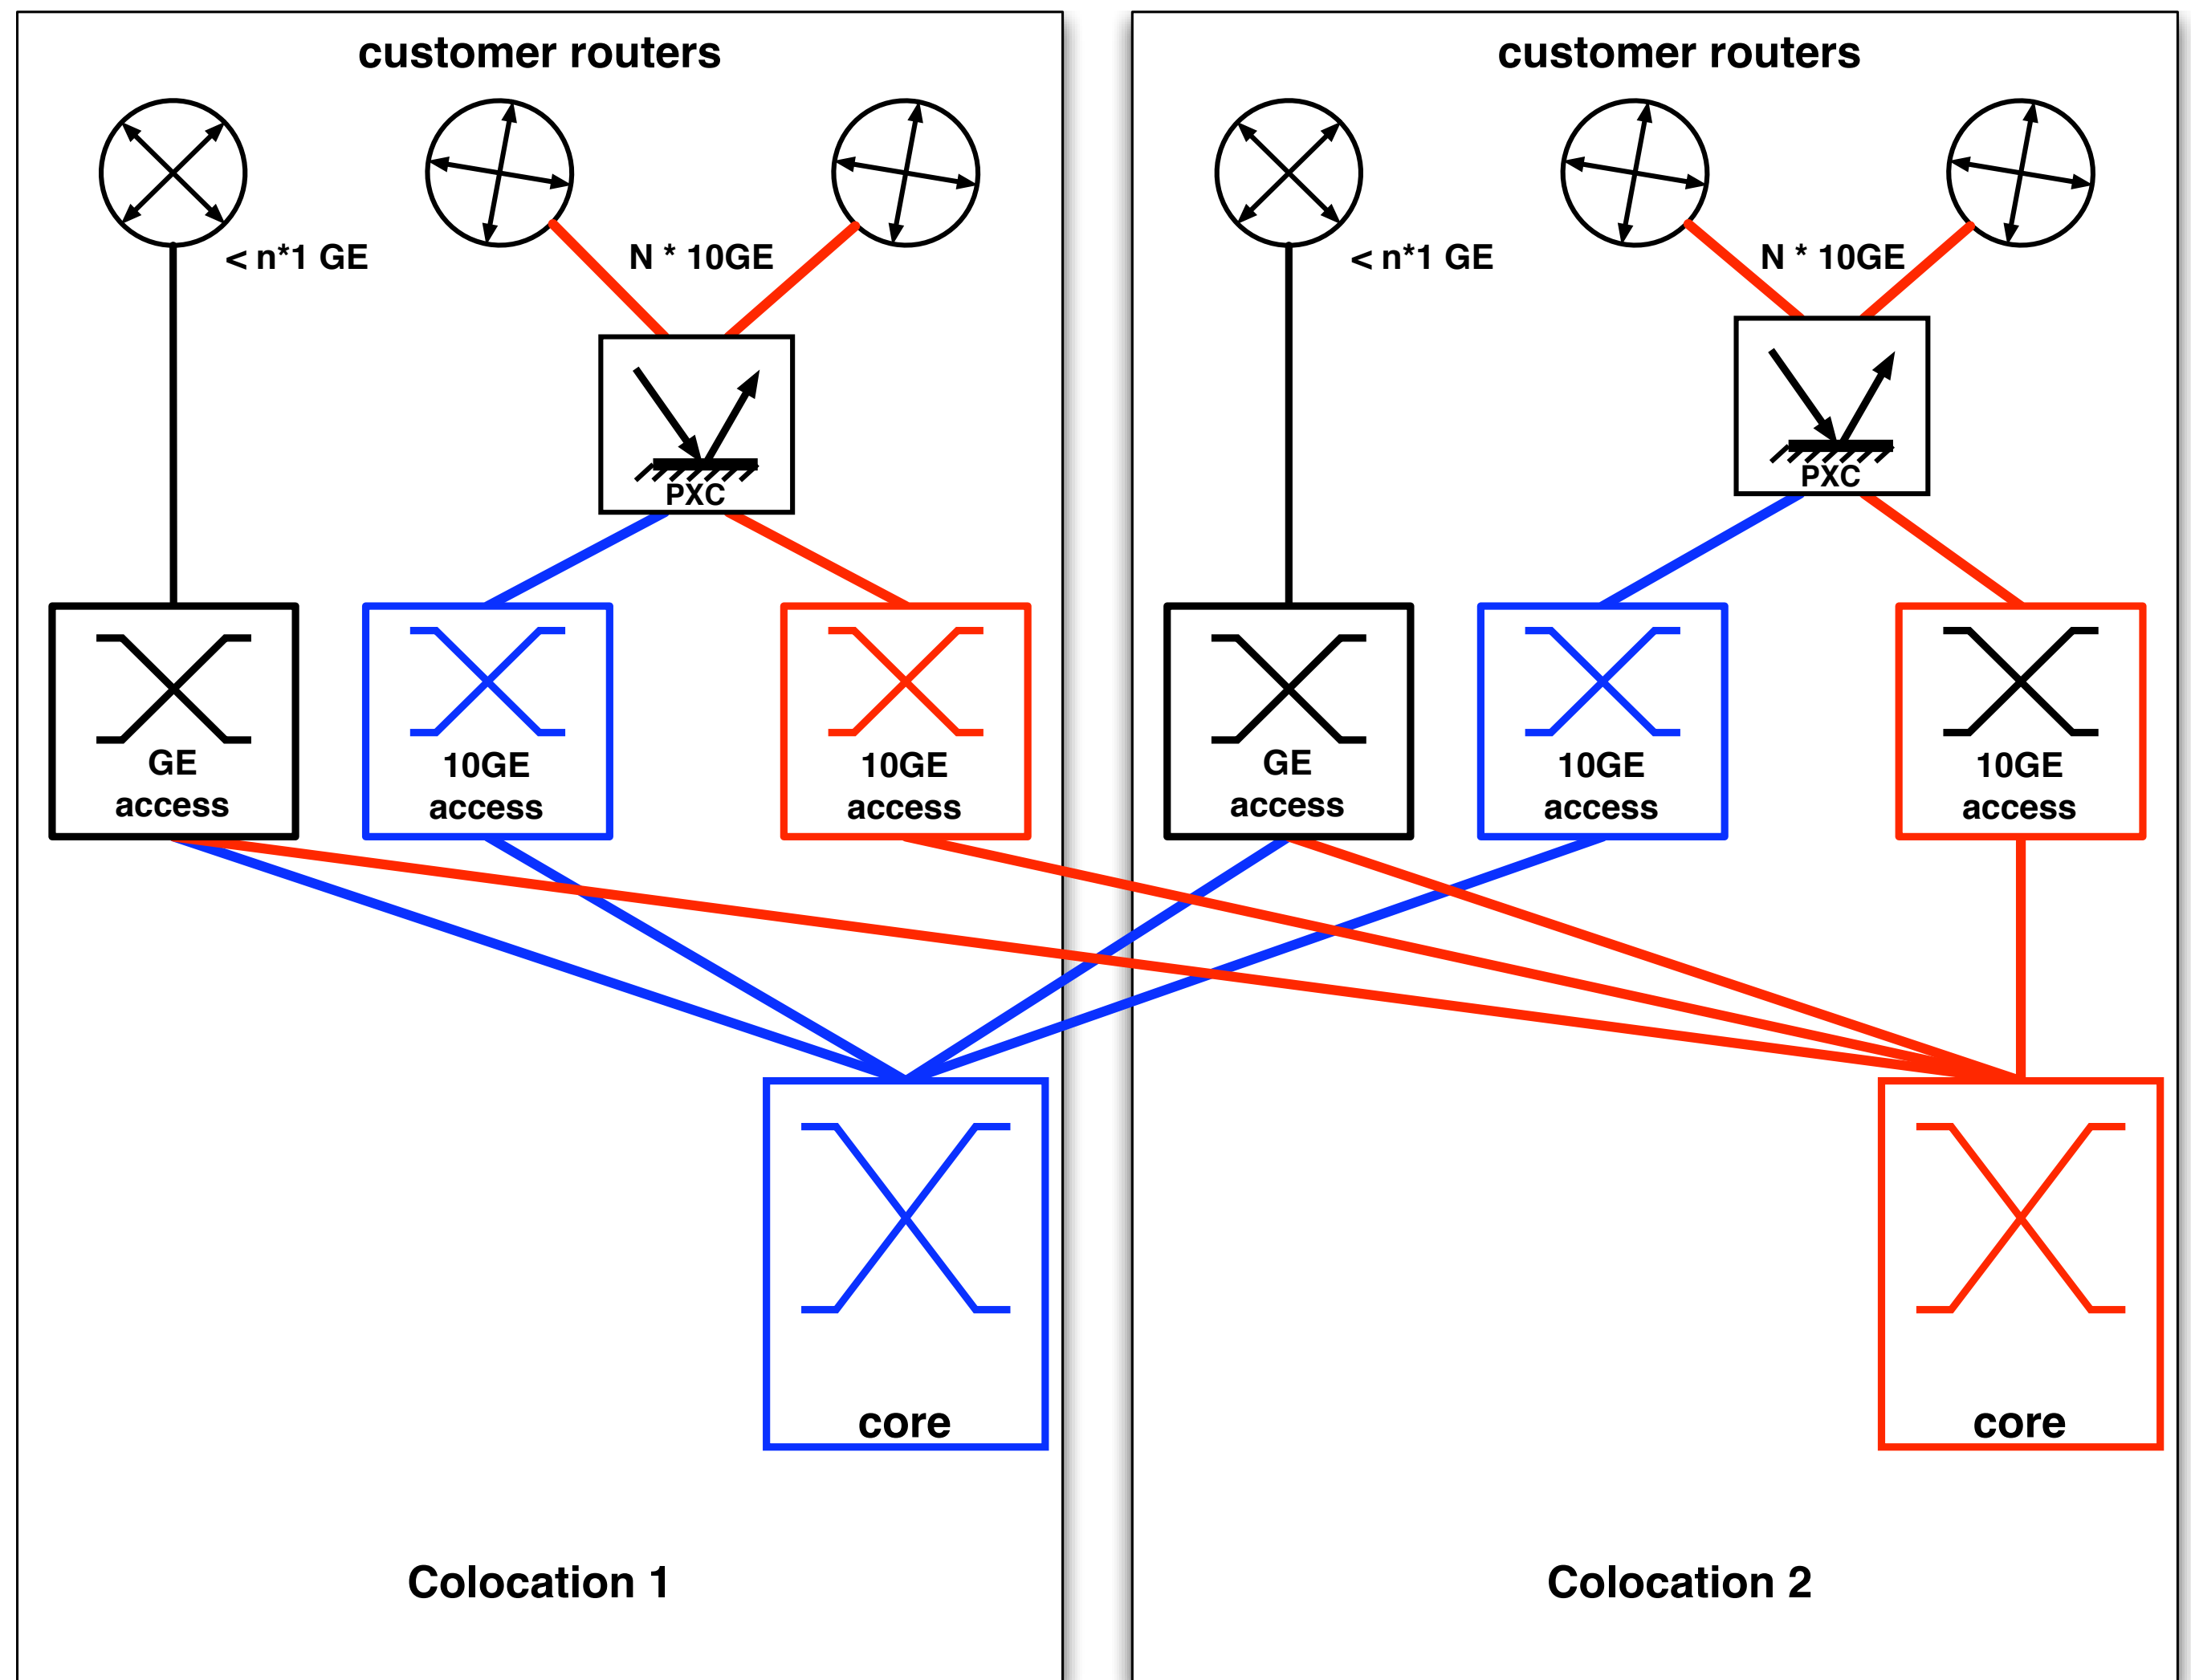 customer routers
< n*1 GE
N * 10GE
PXC
GE
access
10GE
access
10GE
access
core
Colocation 1
customer routers
< n*1 GE
N * 10GE
PXC
GE
access
10GE
access
10GE
access
core
Colocation 2